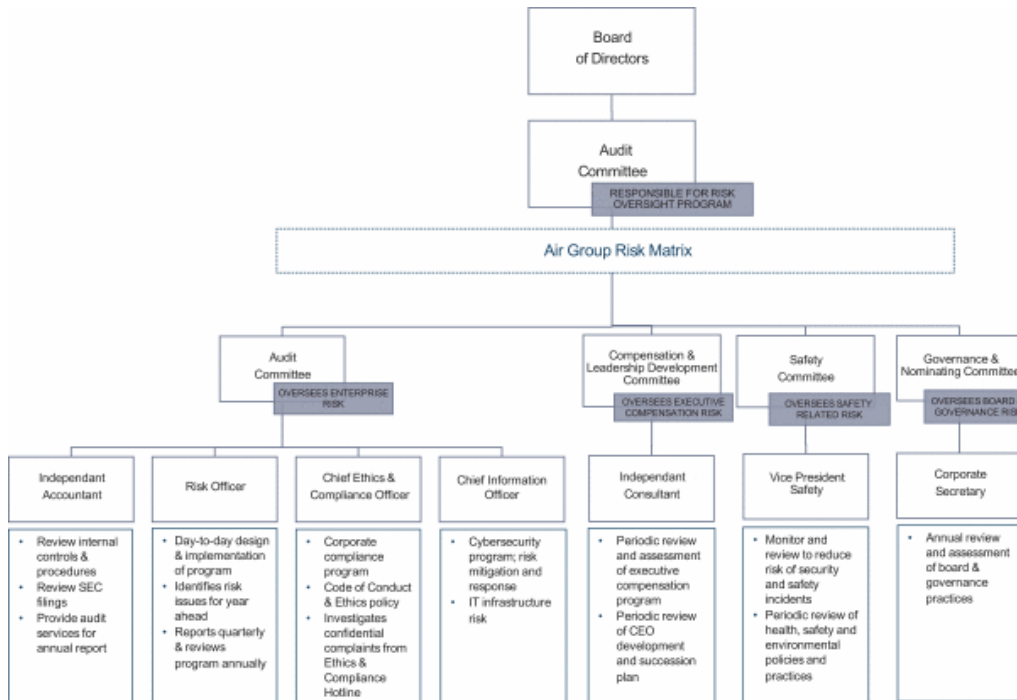 Board
of Directors
Audit
Committee
RESPONSIBLE FOR RISK
OVERSIGHT PROGRAM
Air Group Risk Matrix
Audit
Committee
OVERSEES ENTERPRISE
RISK
Compensation &
Leadership Development
Committee
OVERSEES EXECUTIVE
COMPENSATION RISK
Safety
Committee
OVERSEES SAFETY
RELATED RISK
Governance &
Nominating Committee
OVERSEES BOARD
GOVERNANCE RISK
Independant
Accountant
Risk Officer
Chief Ethics &
Compliance Officer
Chief Information
Officer
Independant
Consultant
Vice President
Safety
Corporate
Secretary
• Review internal
controls &
procedures
• Review SEC
filings
• Provide audit
services for
annual report
• Day-to-day design
& implementation
of program
• Identifies risk
issues for year
ahead
• Reports quarterly
& reviews
program annually
• Corporate
compliance
program
• Code of Conduct
& Ethics policy
• Investigates
confidential
complaints from
Ethics &
Compliance
Hotline
• Cybersecurity
program; risk
mitigation and
response
• IT infrastructure
risk
• Periodic review
and assessment
of executive
compensation
program
• Periodic review
of CEO
development
and succession
plan
• Monitor and
review to reduce
risk of security
and safety
incidents
• Periodic review of
health, safety and
environmental
policies and
practices
• Annual review
and assessment
of board &
governance
practices